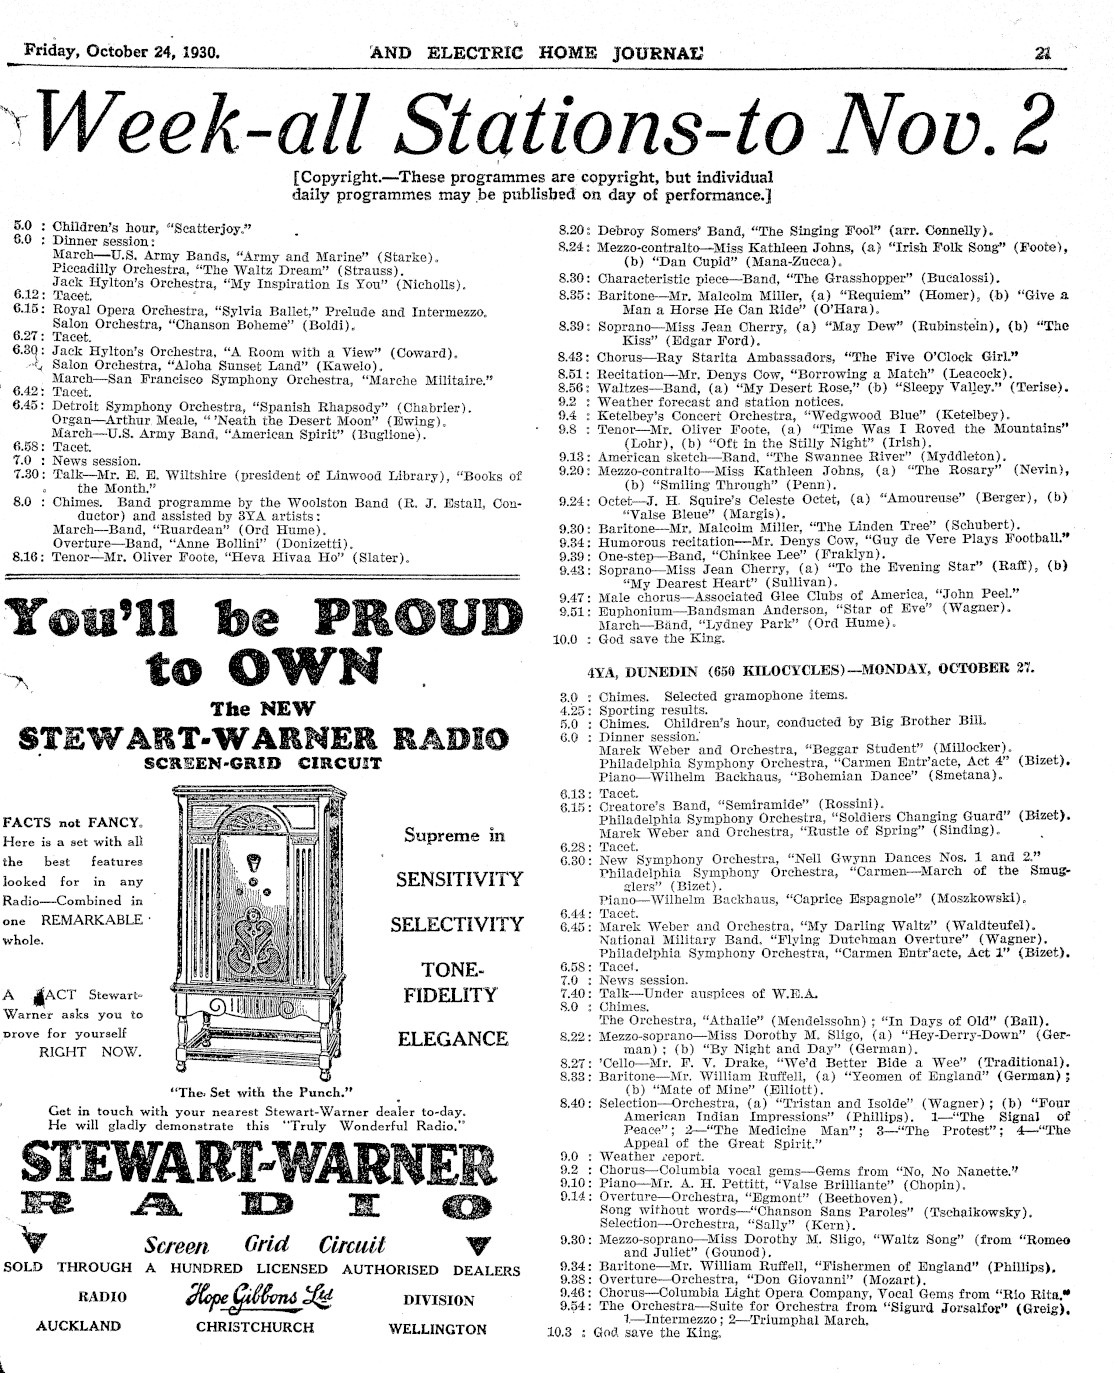 Friday, October 24, 1930.
AND ELECTRIC HOME JOURNAL
21
Week-all Stations-to Nov. 2
[Copyright.—These programmes are copyright, but individual
daily programmes may be published on day of performance.]
5.0 : Children's hour, "Scatterjoy."
6.0 : Dinner session:
March—U.S. Army Bands, "Army and Marine" (Starke).
Piccadilly Orchestra, "The Waltz Dream" (Strauss).
Jack Hylton's Orchestra, "My Inspiration Is You" (Nicholls).
6.12: Tacet.
6.15: Royal Opera Orchestra, "Sylvia Ballet," Prelude and Intermezzo.
Salon Orchestra, "Chanson Boheme" (Boldi).
6.27: Tacet.
6.30: Jack Hylton's Orchestra, "A Room with a View" (Coward).
Salon Orchestra, "Aloha Sunset Land" (Kawelo).
March—San Francisco Symphony Orchestra, "Marche Militaire."
6.42: Tacet.
6.45: Detroit Symphony Orchestra, "Spanish Rhapsody" (Chabrier).
Organ—Arthur Meale, "'Neath the Desert Moon" (Ewing).
March—U.S. Army Band, "American Spirit" (Buglione).
6.58: Tacet.
7.0 : News session.
7.30: Talk—Mr. E. E. Wiltshire (president of Linwood Library), "Books of
the Month."
8.0 : Chimes. Band programme by the Woolston Band (R. J. Estall, Con-
ductor) and assisted by 3YA artists:
March—Band, "Ruardean" (Ord Hume).
Overture—Band, "Anne Bollini" (Donizetti).
8.16: Tenor—Mr. Oliver Foote, "Heva Hivaa Ho" (Slater).
You'll be PROUD
to OWN
The NEW
STEWART-WARNER RADIO
SCREEN-GRID CIRCUIT
FACTS not FANCY.
Here is a set with all
the best features
looked for in any
Radio—Combined in
one REMARKABLE
whole.
A FACT Stewart-
Warner asks you to
prove for yourself
RIGHT NOW.
Supreme in
SENSITIVITY
SELECTIVITY
TONE-
FIDELITY
ELEGANCE
"The Set with the Punch."
Get in touch with your nearest Stewart-Warner dealer to-day.
He will gladly demonstrate this "Truly Wonderful Radio."
STEWART-WARNER
RADIO
Screen Grid Circuit
SOLD THROUGH A HUNDRED LICENSED AUTHORISED DEALERS
RADIO Hope Gibbons Ltd DIVISION
AUCKLAND CHRISTCHURCH WELLINGTON
8.20: Debroy Somers' Band, "The Singing Fool" (arr. Connelly).
8.24: Mezzo-contralto—Miss Kathleen Johns, (a) "Irish Folk Song" (Foote),
(b) "Dan Cupid" (Mana-Zucca).
8.30: Characteristic piece—Band, "The Grasshopper" (Bucalossi).
8.35: Baritone—Mr. Malcolm Miller, (a) "Requiem" (Homer), (b) "Give a
Man a Horse He Can Ride" (O'Hara).
8.39: Soprano—Miss Jean Cherry, (a) "May Dew" (Rubinstein), (b) "The
Kiss" (Edgar Ford).
8.43: Chorus—Ray Starita Ambassadors, "The Five O'Clock Girl."
8.51: Recitation—Mr. Denys Cow, "Borrowing a Match" (Leacock).
8.56: Waltzes—Band, (a) "My Desert Rose," (b) "Sleepy Valley." (Terise).
9.2 : Weather forecast and station notices.
9.4 : Ketelbey's Concert Orchestra, "Wedgwood Blue" (Ketelbey).
9.8 : Tenor—Mr. Oliver Foote, (a) "Time Was I Roved the Mountains"
(Lohr), (b) "Oft in the Stilly Night" (Irish).
9.13: American sketch—Band, "The Swannee River" (Myddleton).
9.20: Mezzo-contralto—Miss Kathleen Johns, (a) "The Rosary" (Nevin),
(b) "Smiling Through" (Penn).
9.24: Octet—J. H. Squire's Celeste Octet, (a) "Amoureuse" (Berger), (b)
"Valse Bleue" (Margis).
9.30: Baritone—Mr. Malcolm Miller, "The Linden Tree" (Schubert).
9.34: Humorous recitation—Mr. Denys Cow, "Guy de Vere Plays Football."
9.39: One-step—Band, "Chinkee Lee" (Fraklyn).
9.43: Soprano—Miss Jean Cherry, (a) "To the Evening Star" (Raff), (b)
"My Dearest Heart" (Sullivan).
9.47: Male chorus—Associated Glee Clubs of America, "John Peel."
9.51: Euphonium—Bandsman Anderson, "Star of Eve" (Wagner).
March—Band, "Lydney Park" (Ord Hume).
10.0 : God save the King.
4YA, DUNEDIN (650 KILOCYCLES)—MONDAY, OCTOBER 27.
3.0 : Chimes. Selected gramophone items.
4.25: Sporting results.
5.0 : Chimes. Children's hour, conducted by Big Brother Bill.
6.0 : Dinner session:
Marek Weber and Orchestra, "Beggar Student" (Millocker).
Philadelphia Symphony Orchestra, "Carmen Entr'acte, Act 4" (Bizet).
Piano—Wilhelm Backhaus, "Bohemian Dance" (Smetana).
6.13: Tacet.
6.15: Creatore's Band, "Semiramide" (Rossini).
Philadelphia Symphony Orchestra, "Soldiers Changing Guard" (Bizet).
Marek Weber and Orchestra, "Rustle of Spring" (Sinding).
6.28: Tacet.
6.30: New Symphony Orchestra, "Nell Gwynn Dances Nos. 1 and 2."
Philadelphia Symphony Orchestra, "Carmen—March of the Smug-
glers" (Bizet).
Piano—Wilhelm Backhaus, "Caprice Espagnole" (Moszkowski).
6.44: Tacet.
6.45: Marek Weber and Orchestra, "My Darling Waltz" (Waldteufel).
National Military Band, "Flying Dutchman Overture" (Wagner).
Philadelphia Symphony Orchestra, "Carmen Entr'acte, Act 1" (Bizet).
6.58: Tacet.
7.0 : News session.
7.40: Talk—Under auspices of W.E.A.
8.0 : Chimes.
The Orchestra, "Athalie" (Mendelssohn) ; "In Days of Old" (Ball).
8.22: Mezzo-soprano—Miss Dorothy M. Sligo, (a) "Hey-Derry-Down" (Ger-
man) ; (b) "By Night and Day" (German).
8.27: 'Cello—Mr. F. V. Drake, "We'd Better Bide a Wee" (Traditional).
8.33: Baritone—Mr. William Ruffell, (a) "Yeomen of England" (German) ;
(b) "Mate of Mine" (Elliott).
8.40: Selection—Orchestra, (a) "Tristan and Isolde" (Wagner) ; (b) "Four
American Indian Impressions" (Phillips). 1—"The Signal of
Peace"; 2—"The Medicine Man"; 3—"The Protest"; 4—"The
Appeal of the Great Spirit."
9.0 : Weather report.
9.2 : Chorus—Columbia vocal gems—Gems from "No, No Nanette."
9.10: Piano—Mr. A. H. Pettitt, "Valse Brilliante" (Chopin).
9.14: Overture—Orchestra, "Egmont" (Beethoven).
Song without words—"Chanson Sans Paroles" (Tschaikowsky).
Selection—Orchestra, "Sally" (Kern).
9.30: Mezzo-soprano—Miss Dorothy M. Sligo, "Waltz Song" (from "Romeo
and Juliet" (Gounod).
9.34: Baritone—Mr. William Ruffell, "Fishermen of England" (Phillips).
9.38: Overture—Orchestra, "Don Giovanni" (Mozart).
9.46: Chorus—Columbia Light Opera Company, Vocal Gems from "Rio Rita."
9.54: The Orchestra—Suite for Orchestra from "Sigurd Jorsalfor" (Greig).
1.—Intermezzo ; 2—Triumphal March.
10.3 : God save the King.